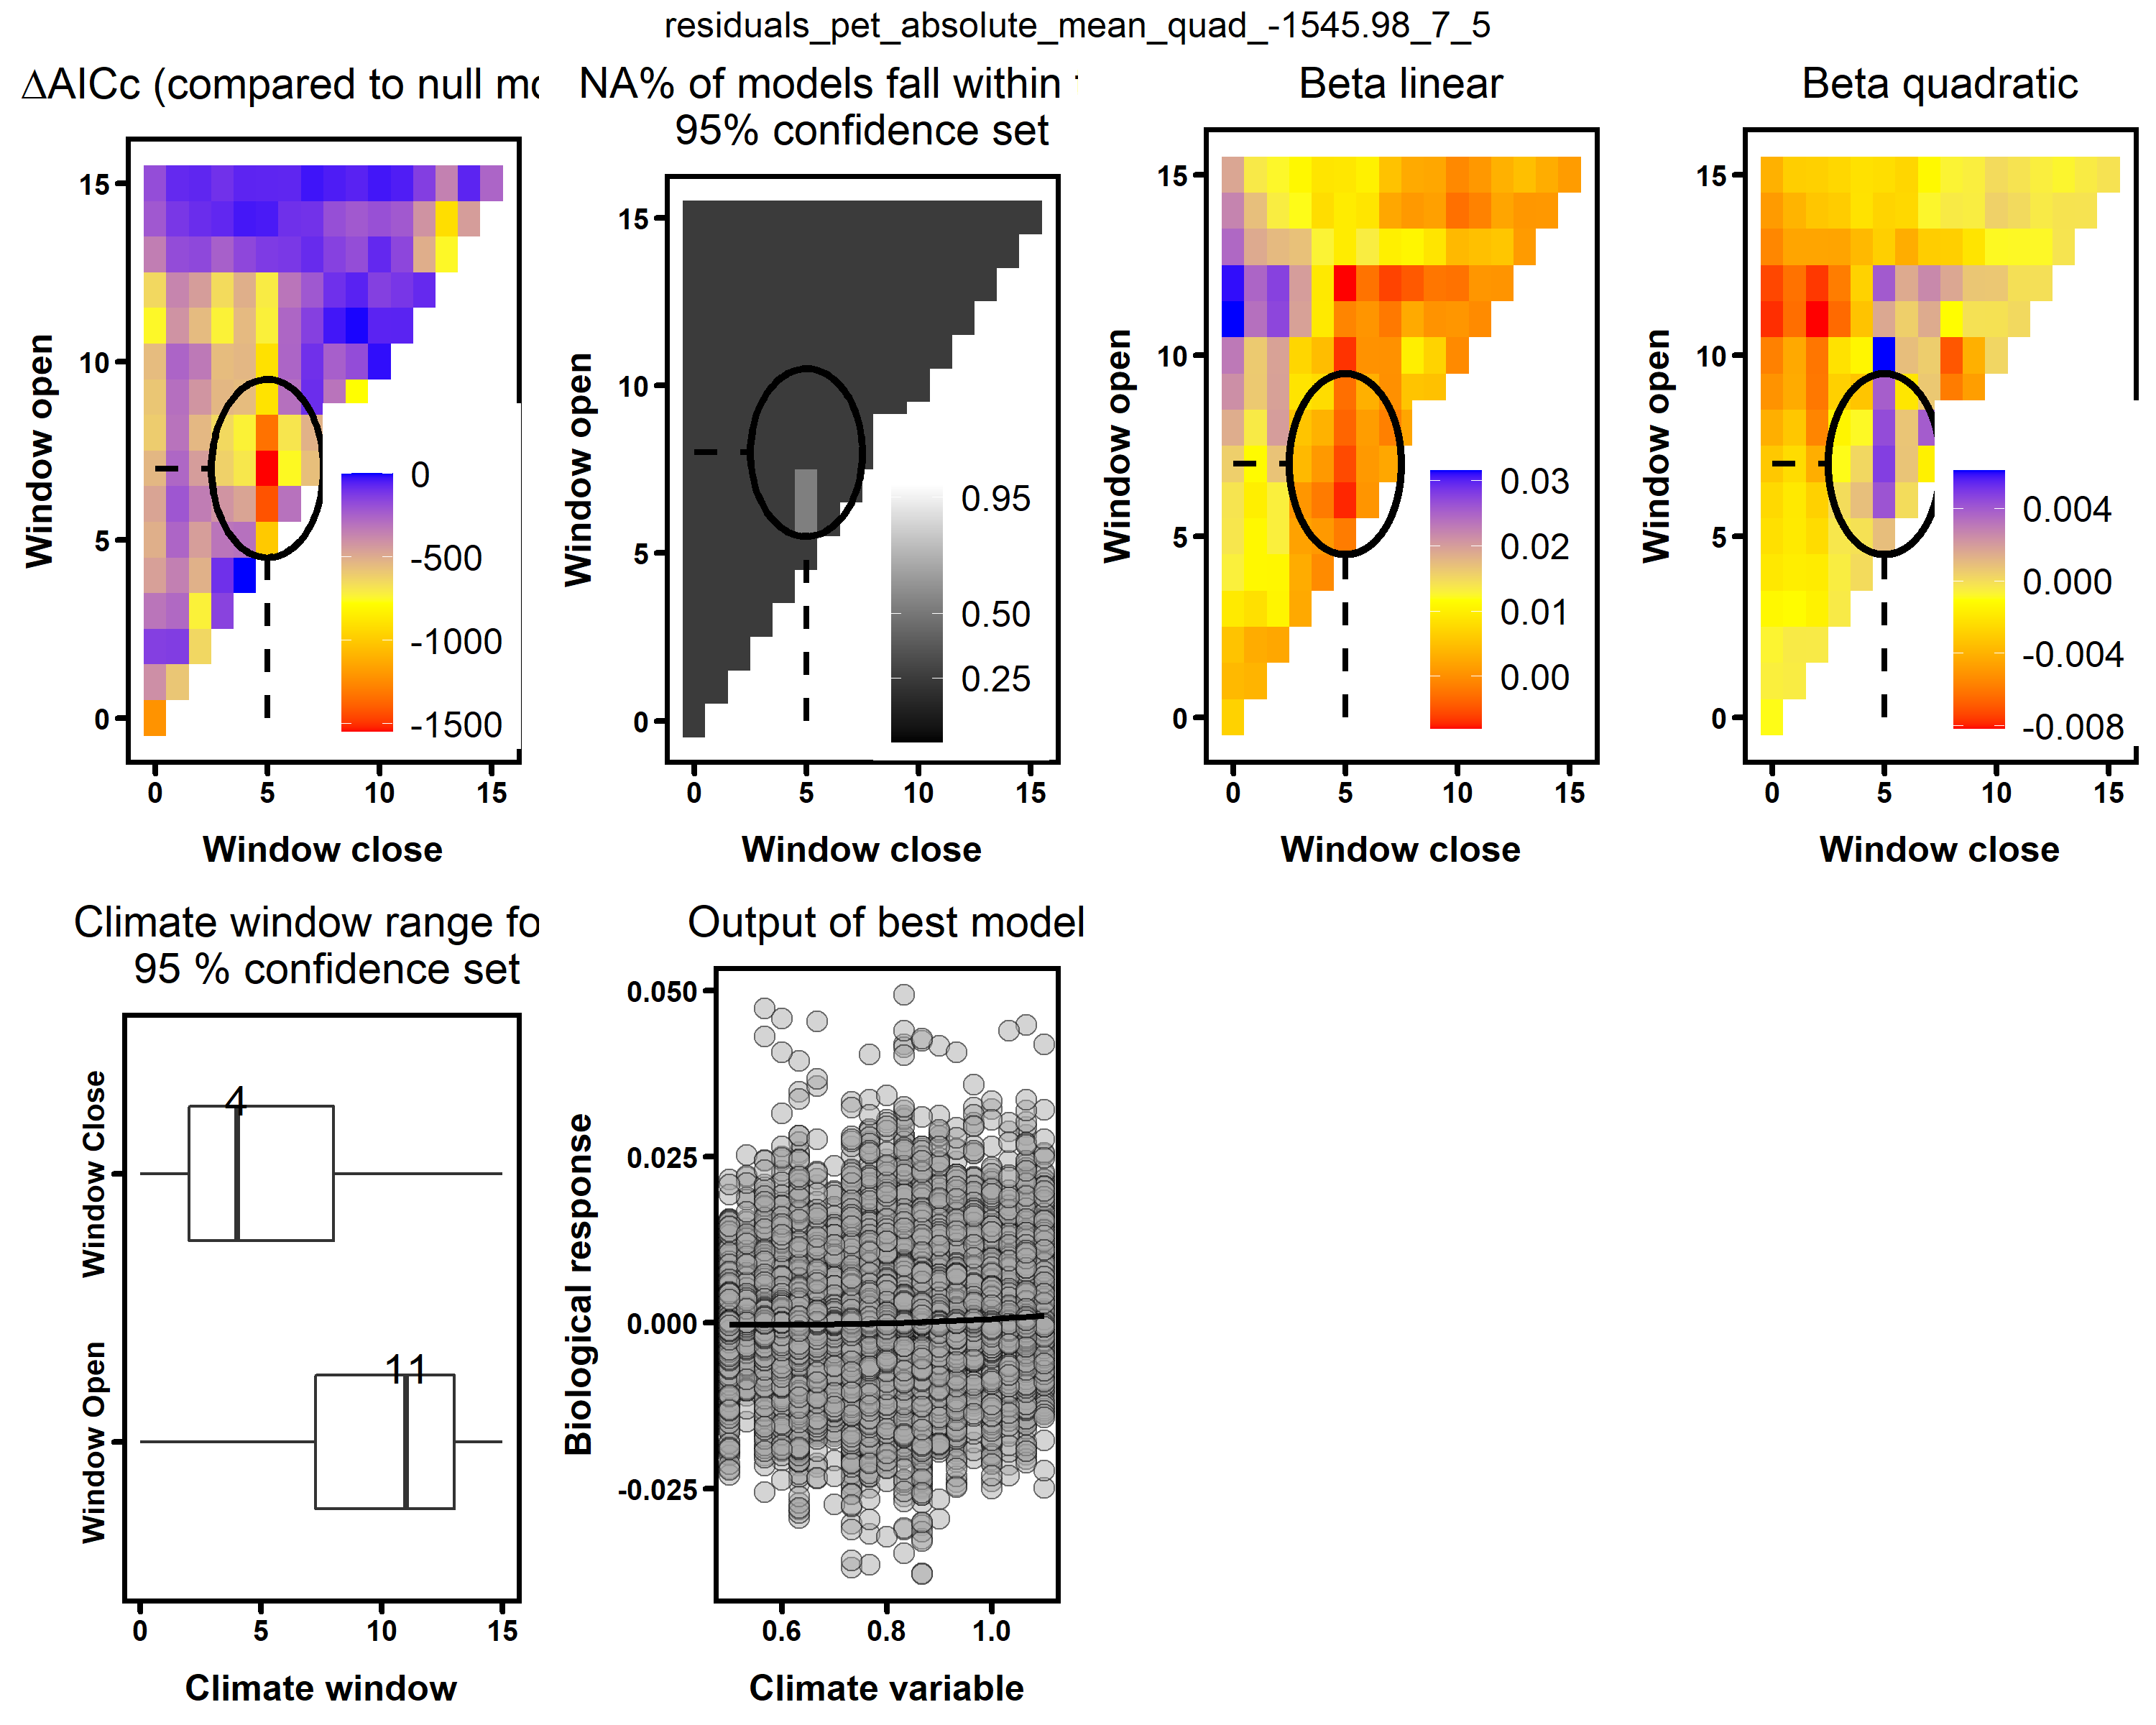 residuals_pet_absolute_mean_quad_-1545.98_7_5
ΔAICc (compared to null mo
Window open
15
10
5
0
0
-500
-1000
-1500
0 5 10 15
Window close
NA% of models fall within
95% confidence set
Window open
15
10
5
0
0.95
0.50
0.25
0 5 10 15
Window close
Beta linear
Window open
15
10
5
0
0.03
0.02
0.01
0.00
0 5 10 15
Window close
Beta quadratic
Window open
15
10
5
0
0.004
0.000
-0.004
-0.008
0 5 10 15
Window close
Climate window range fo
95 % confidence set
Window Close
4
Window Open
11
0 5 10 15
Climate window
Output of best model
Biological response
0.050
0.025
0.000
-0.025
0.6 0.8 1.0
Climate variable